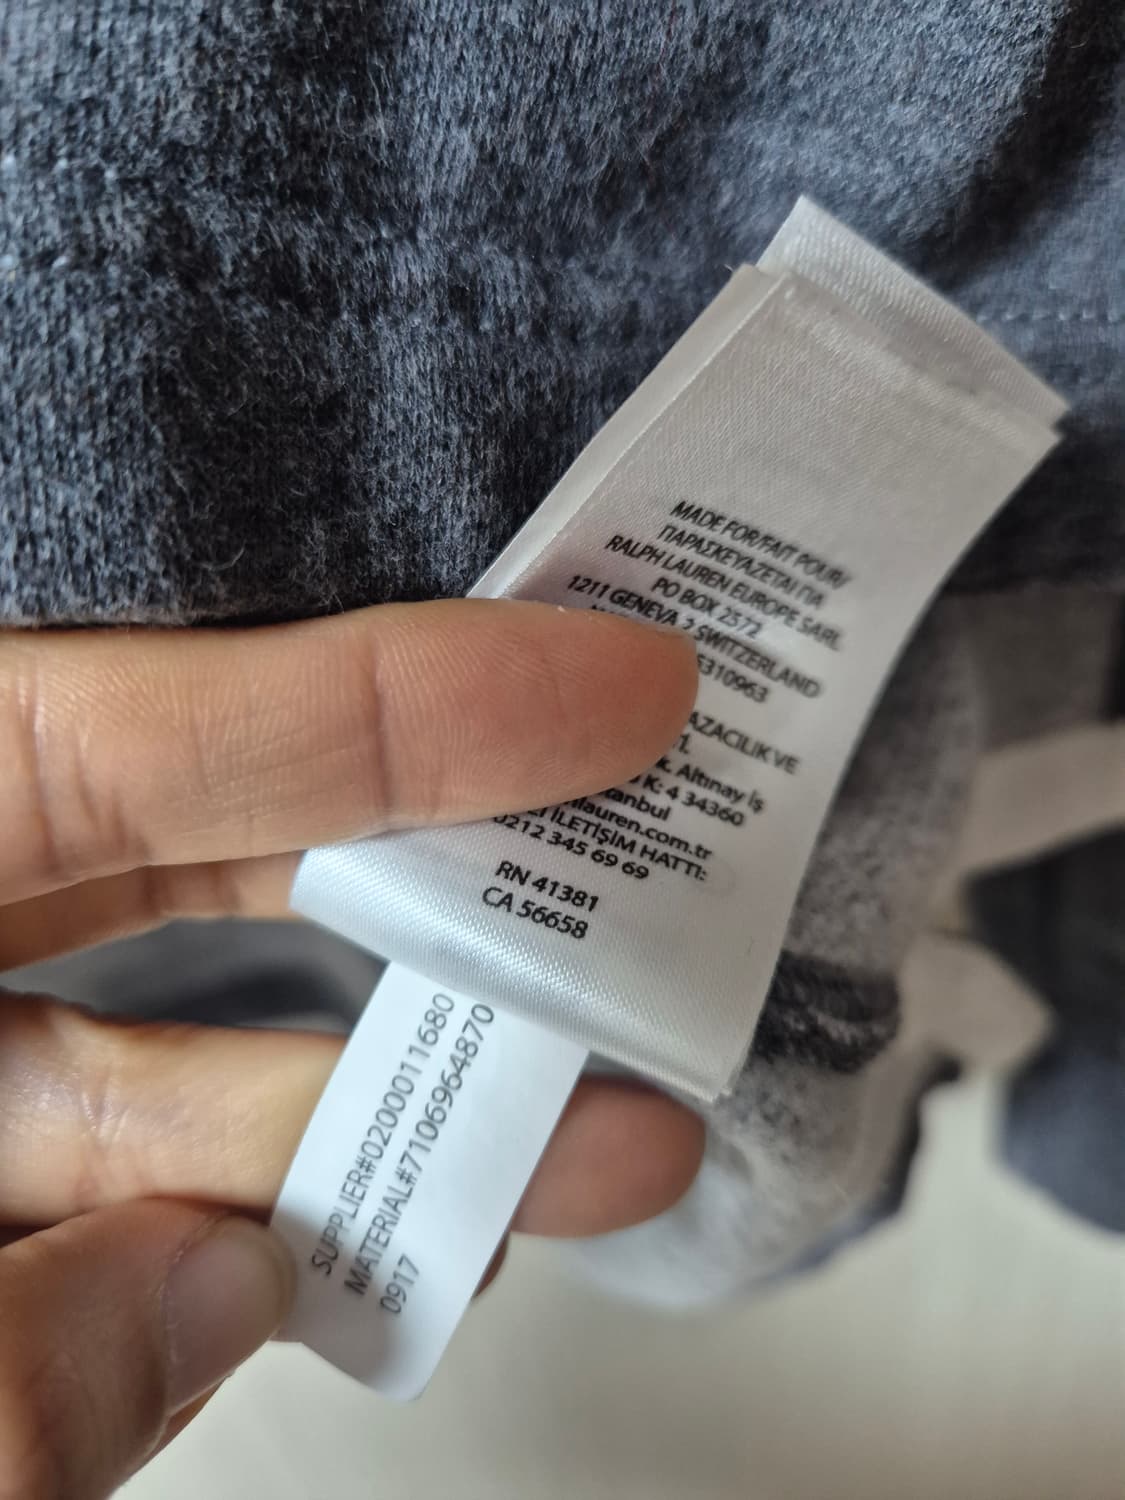 MADE FOR/FAIT POUR/
ΠΑΡΑΣΚΕΥΑΖΕΤΑΙ ΓΙΑ
RALPH LAUREN EUROPE SARL
PO BOX 2572
1211 GENEVA 2 SWITZERLAND
5310963
AZACILIK VE
Altınay İş
K: 4 34360
lauren.com.tr
İLETİŞİM HATTI:
0212 345 69 69
RN 41381
CA 56658
SUPPLIER#0200011680
MATERIAL#7106964870
0917